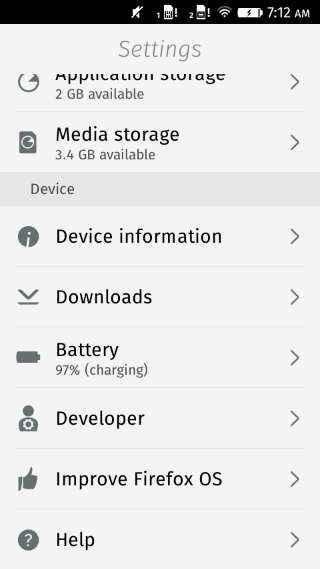 1 ! 2 ! 7:12 AM
Settings
Application storage
2 GB available
Media storage
3.4 GB available
Device
Device information
Downloads
Battery
97% (charging)
Developer
Improve Firefox OS
Help